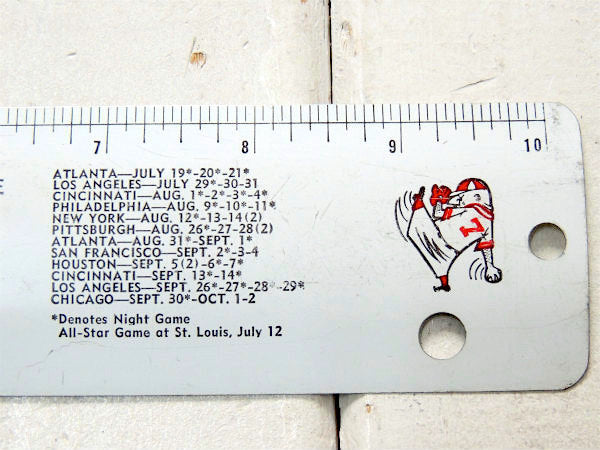 7 8 9 10
E
ATLANTA—JULY 19*-20*-21*
LOS ANGELES—JULY 29*-30-31
CINCINNATI—AUG. 1*-2*-3*-4*
PHILADELPHIA—AUG. 9*-10*-11*
NEW YORK—AUG. 12*-13-14(2)
PITTSBURGH—AUG. 26*-27-28(2)
ATLANTA—AUG. 31*-SEPT. 1*
SAN FRANCISCO—SEPT. 2*-3-4
HOUSTON—SEPT. 5(2)-6*-7*
CINCINNATI—SEPT. 13*-14*
LOS ANGELES—SEPT. 26*-27*-28*-29*
CHICAGO—SEPT. 30*-OCT. 1-2
*Denotes Night Game
All-Star Game at St. Louis, July 12
L